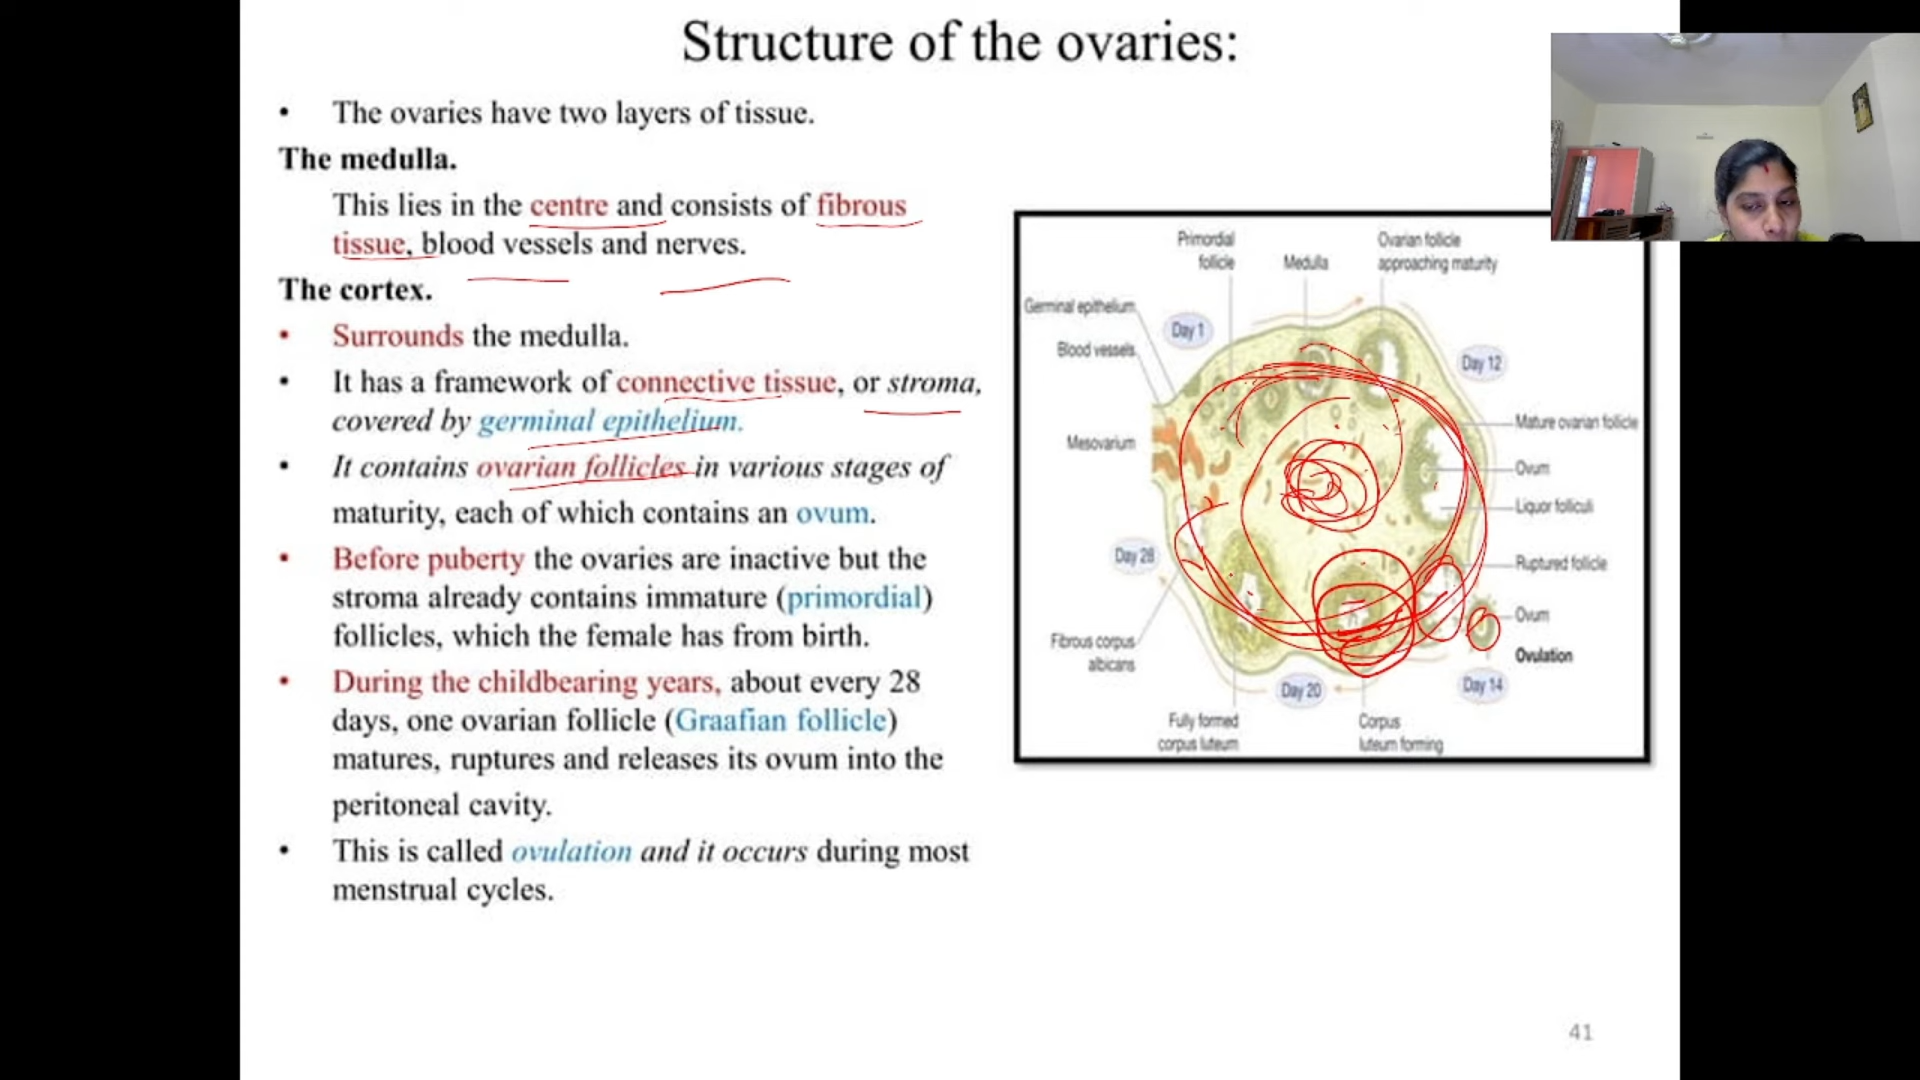 Structure of the ovaries:
• The ovaries have two layers of tissue.
The medulla.
This lies in the centre and consists of fibrous
tissue, blood vessels and nerves.
The cortex.
• Surrounds the medulla.
• It has a framework of connective tissue, or stroma,
covered by germinal epithelium.
• It contains ovarian follicles in various stages of
maturity, each of which contains an ovum.
• Before puberty the ovaries are inactive but the
stroma already contains immature (primordial)
follicles, which the female has from birth.
• During the childbearing years, about every 28
days, one ovarian follicle (Graafian follicle)
matures, ruptures and releases its ovum into the
peritoneal cavity.
• This is called ovulation and it occurs during most
menstrual cycles.
Primordial
follicle
Medulla
Ovarian follicle
approaching maturity
Germinal epithelium
Day 1
Blood vessels
Day 12
Mature ovarian follicle
Mesovarium
Ovum
Liquor folliculi
Day 28
Ruptured follicle
Ovum
Fibrous corpus
albicans
Ovulation
Day 20
Day 14
Fully formed
corpus luteum
Corpus
luteum forming
41